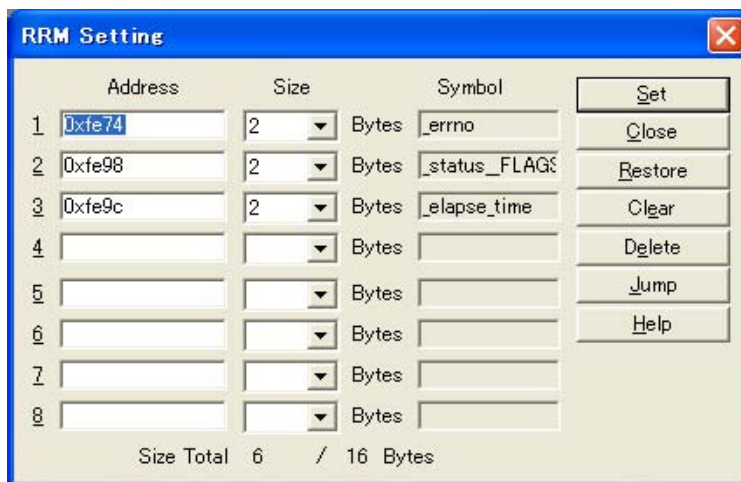 RRM Setting
Address Size Symbol
1 0xfe74 2 Bytes _errno
2 0xfe98 2 Bytes _status__FLAGS
3 0xfe9c 2 Bytes _elapse_time
4 Bytes
5 Bytes
6 Bytes
7 Bytes
8 Bytes
Size Total 6 / 16 Bytes
Set
Close
Restore
Clear
Delete
Jump
Help